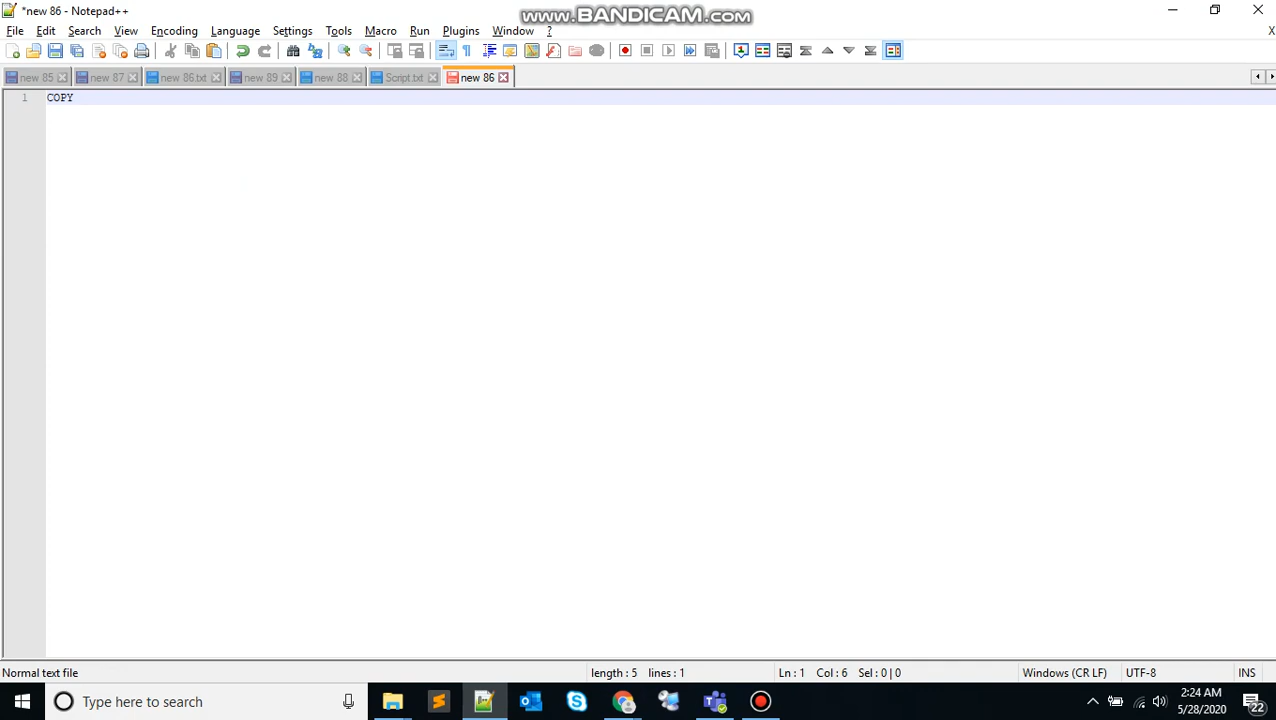 *new 86 - Notepad++
www.BANDICAM.com
File Edit Search View Encoding Language Settings Tools Macro Run Plugins Window ?
X
new 85 new 87 new 86.txt new 89 new 88 Script.txt new 86
1 COPY
Normal text file length : 5 lines : 1 Ln : 1 Col : 6 Sel : 0 | 0 Windows (CR LF) UTF-8 INS
Type here to search
2:24 AM
5/28/2020
22